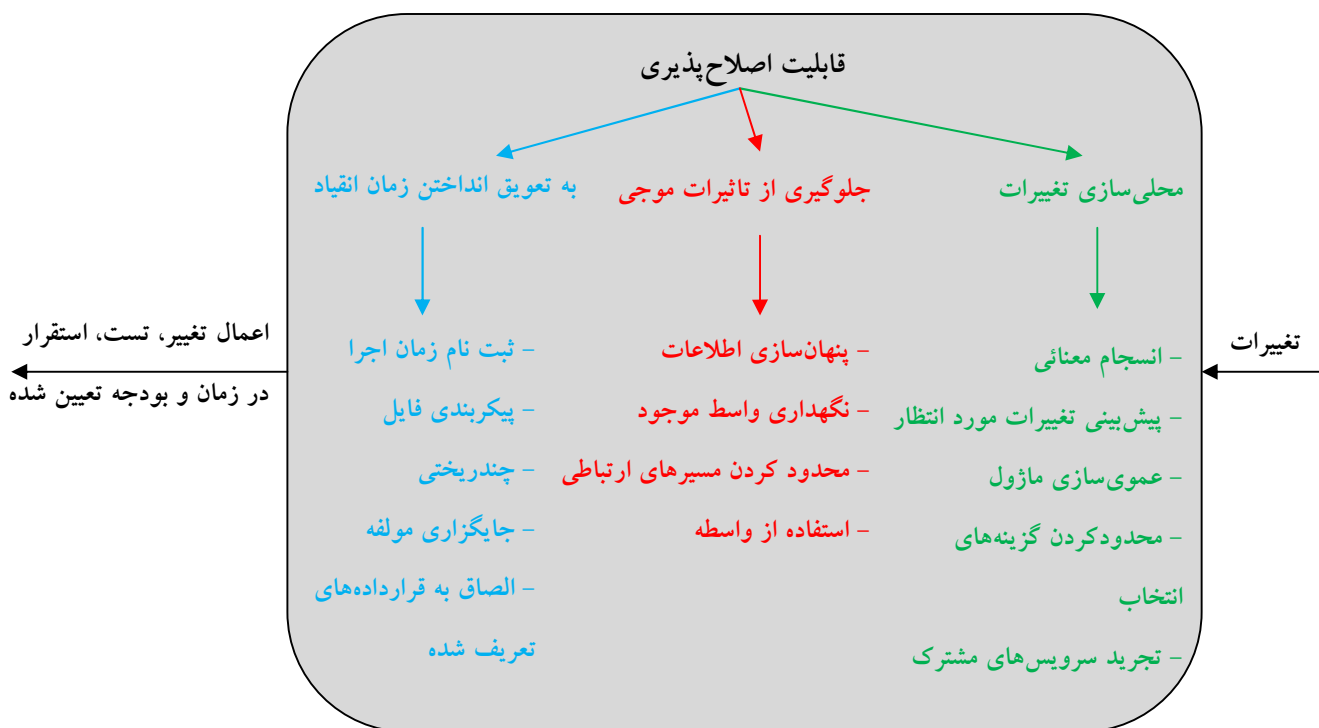 قابلیت اصلاح‌پذیری
محلی‌سازی تغییرات
جلوگیری از تاثیرات موجی
به تعویق انداختن زمان انقیاد
تغییرات
– انسجام معنائی
– پیش‌بینی تغییرات مورد انتظار
– عموی‌سازی ماژول
– محدودکردن گزینه‌های
انتخاب
– تجرید سرویس‌های مشترک
– پنهان‌سازی اطلاعات
– نگهداری واسط موجود
– محدود کردن مسیرهای ارتباطی
– استفاده از واسطه
– ثبت نام زمان اجرا
– پیکربندی فایل
– چندریختی
– جایگزاری مولفه
– الصاق به قرارداده‌های
تعریف شده
اعمال تغییر، تست، استقرار
در زمان و بودجه تعیین شده